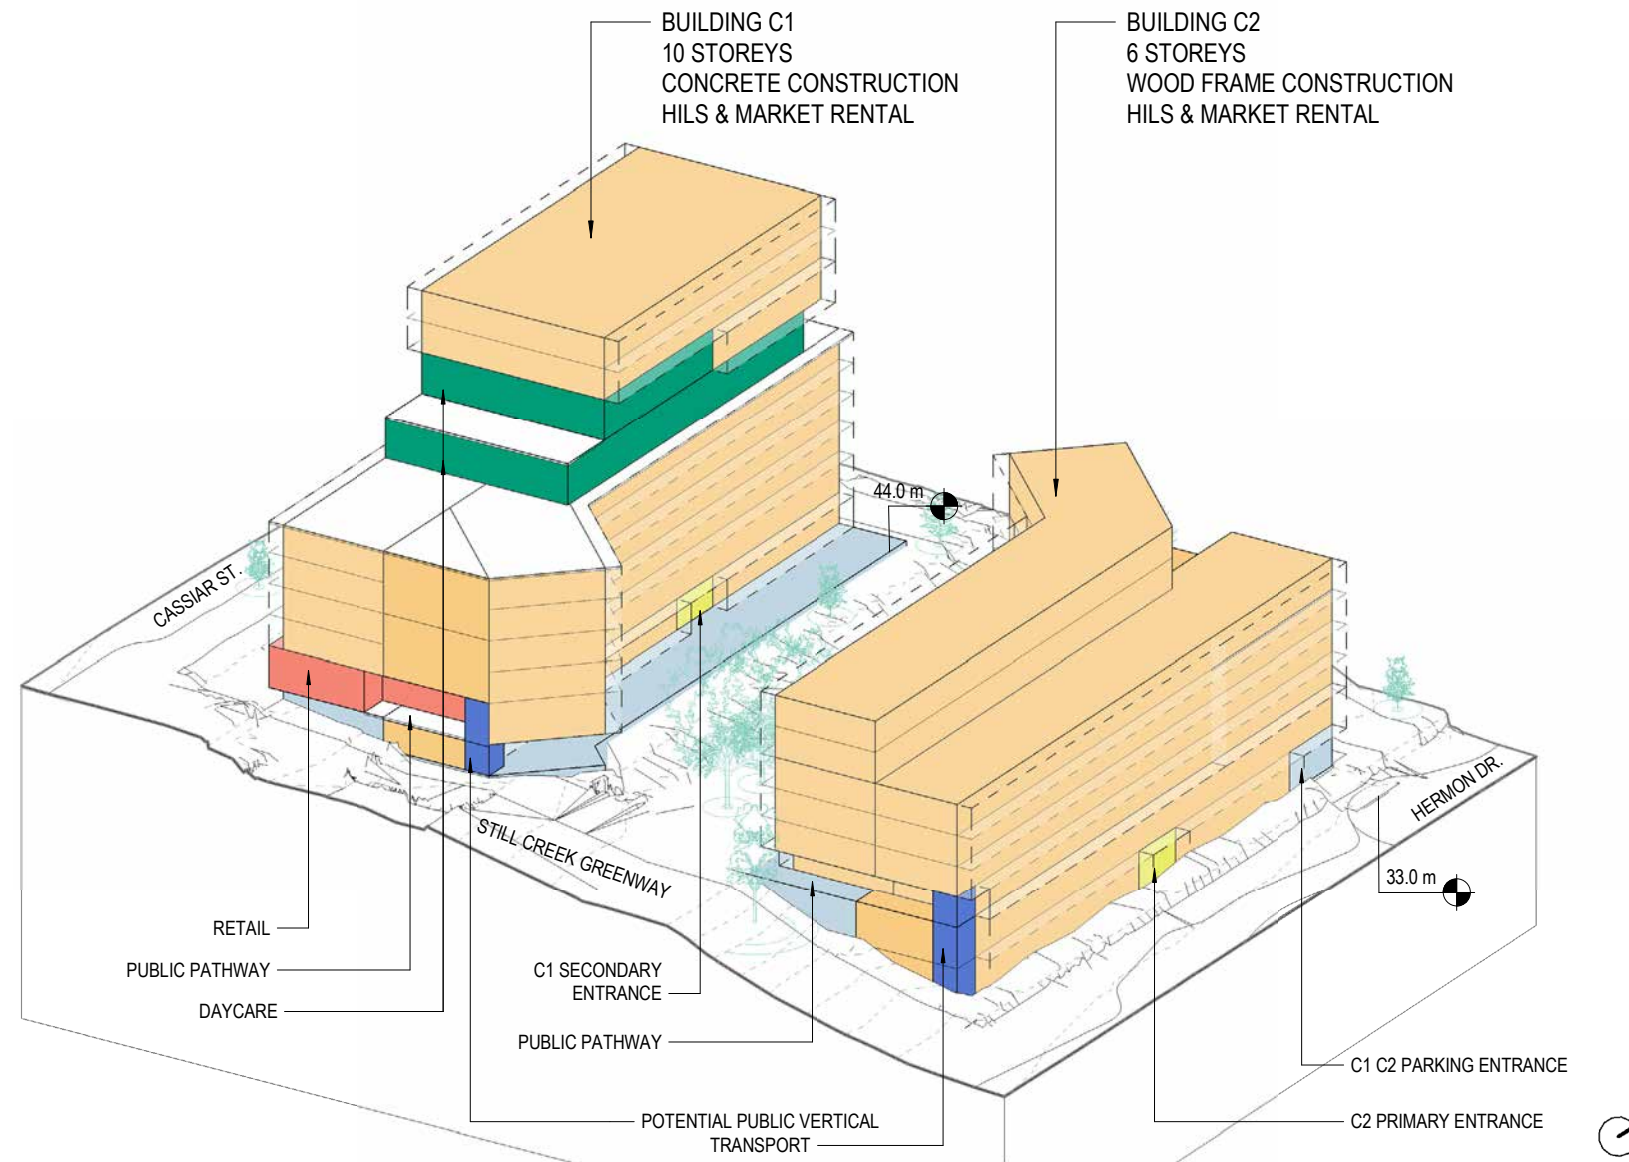 BUILDING C1
10 STOREYS
CONCRETE CONSTRUCTION
HILS & MARKET RENTAL
BUILDING C2
6 STOREYS
WOOD FRAME CONSTRUCTION
HILS & MARKET RENTAL
44.0 m
CASSIAR ST.
STILL CREEK GREENWAY
HERMON DR.
33.0 m
RETAIL
PUBLIC PATHWAY
DAYCARE
C1 SECONDARY
ENTRANCE
PUBLIC PATHWAY
POTENTIAL PUBLIC VERTICAL
TRANSPORT
C1 C2 PARKING ENTRANCE
C2 PRIMARY ENTRANCE